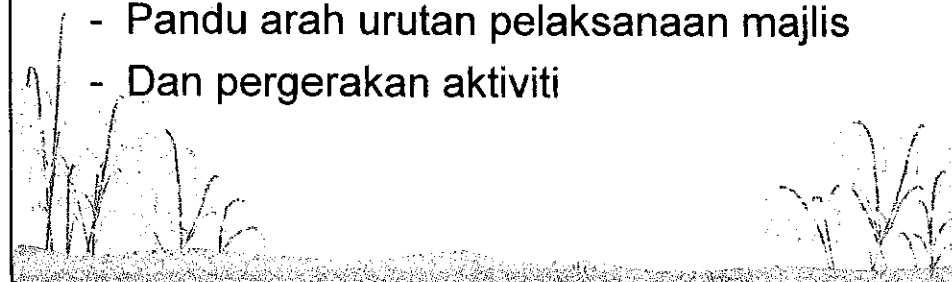 - Pandu arah urutan pelaksanaan majlis
- Dan pergerakan aktiviti